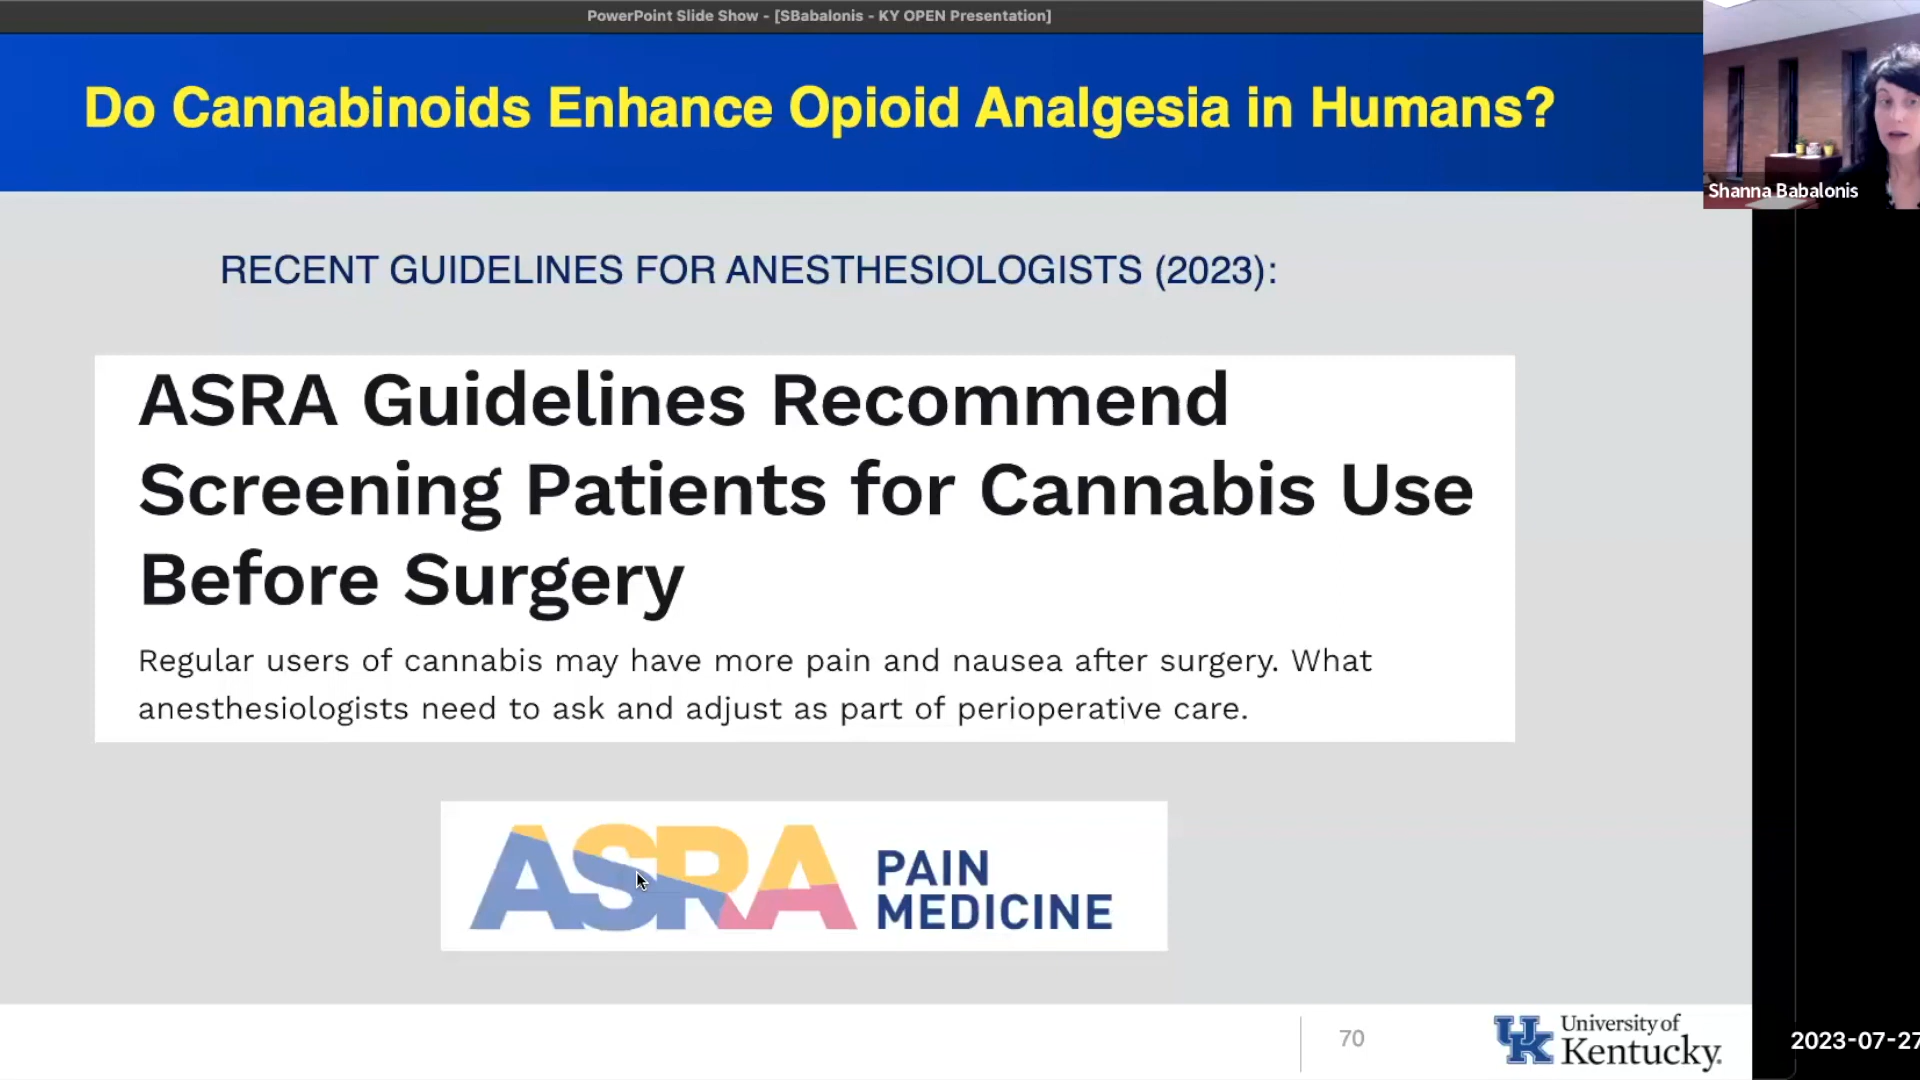 PowerPoint Slide Show - [SBabalonis - KY OPEN Presentation]
Do Cannabinoids Enhance Opioid Analgesia in Humans?
Shanna Babalonis
RECENT GUIDELINES FOR ANESTHESIOLOGISTS (2023):
ASRA Guidelines Recommend
Screening Patients for Cannabis Use
Before Surgery
Regular users of cannabis may have more pain and nausea after surgery. What
anesthesiologists need to ask and adjust as part of perioperative care.
ASRA
PAIN
MEDICINE
70
UK
University of
Kentucky.
2023-07-27